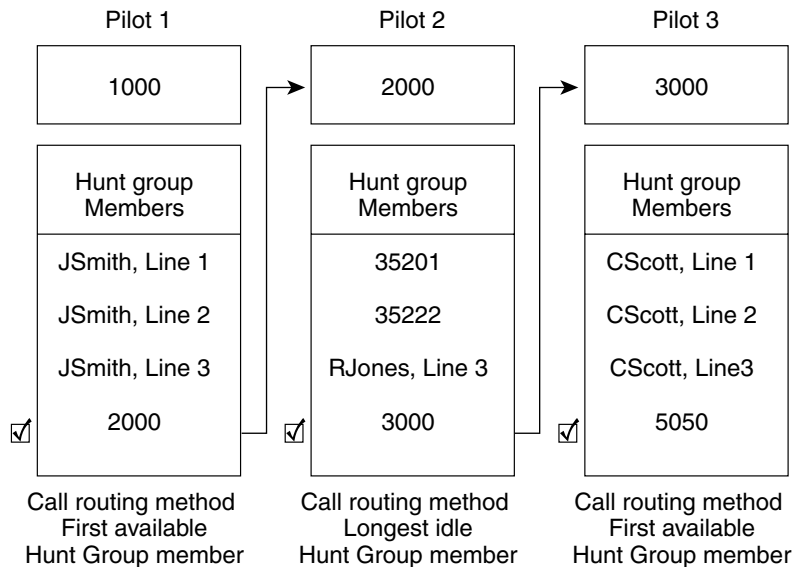 Pilot 1
1000
Hunt group
Members
JSmith, Line 1
JSmith, Line 2
JSmith, Line 3
2000
Call routing method
First available
Hunt Group member
Pilot 2
2000
Hunt group
Members
35201
35222
RJones, Line 3
3000
Call routing method
Longest idle
Hunt Group member
Pilot 3
3000
Hunt group
Members
CScott, Line 1
CScott, Line 2
CScott, Line3
5050
Call routing method
First available
Hunt Group member